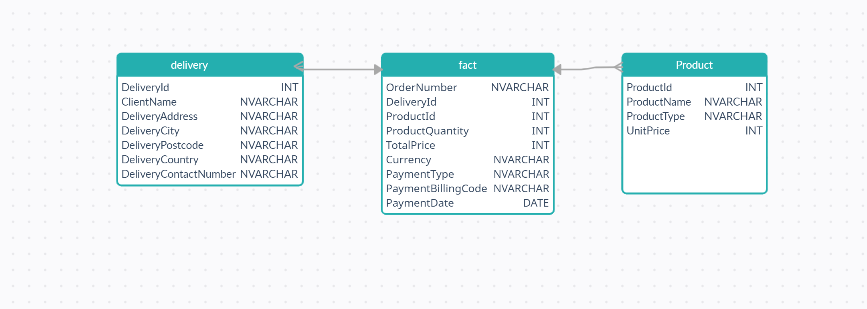 delivery
DeliveryId INT
ClientName NVARCHAR
DeliveryAddress NVARCHAR
DeliveryCity NVARCHAR
DeliveryPostcode NVARCHAR
DeliveryCountry NVARCHAR
DeliveryContactNumber NVARCHAR
fact
OrderNumber NVARCHAR
DeliveryId INT
ProductId INT
ProductQuantity INT
TotalPrice INT
Currency NVARCHAR
PaymentType NVARCHAR
PaymentBillingCode NVARCHAR
PaymentDate DATE
Product
ProductId INT
ProductName NVARCHAR
ProductType NVARCHAR
UnitPrice INT